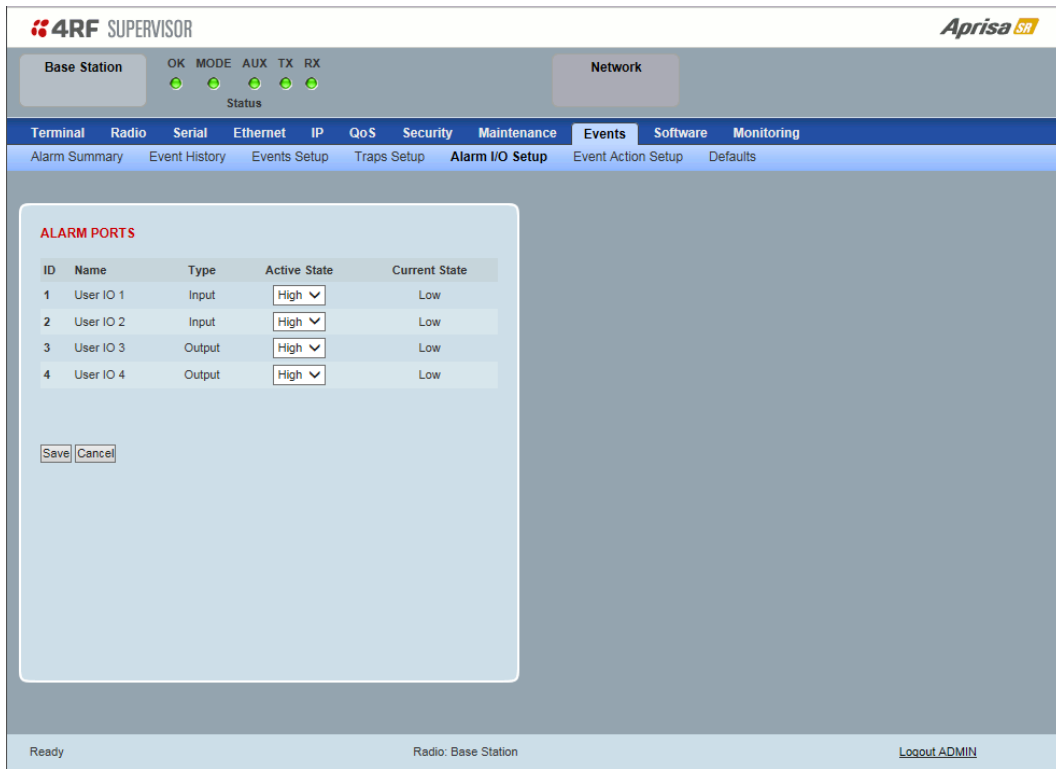 4RF SUPERVISOR
Aprisa SR
Base Station
OK MODE AUX TX RX
Status
Network
Terminal Radio Serial Ethernet IP QoS Security Maintenance Events Software Monitoring
Alarm Summary Event History Events Setup Traps Setup Alarm I/O Setup Event Action Setup Defaults
ALARM PORTS
ID Name Type Active State Current State
1 User IO 1 Input High Low
2 User IO 2 Input High Low
3 User IO 3 Output High Low
4 User IO 4 Output High Low
Save Cancel
Ready Radio: Base Station Logout ADMIN